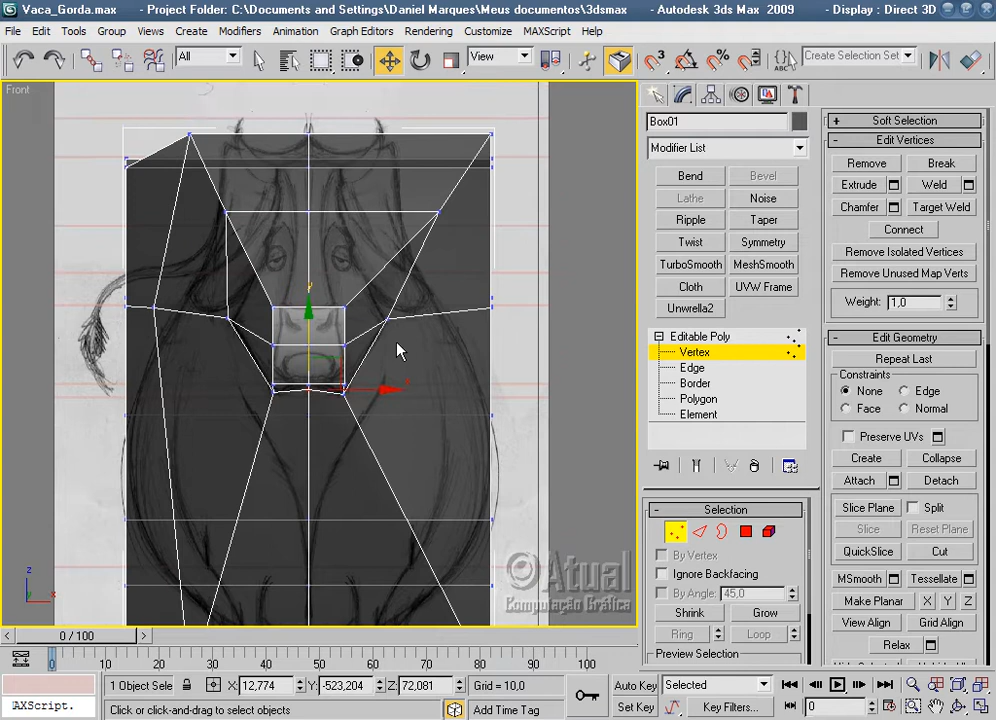 Vaca_Gorda.max - Project Folder: C:\Documents and Settings\Daniel Marques\Meus documentos\3dsmax - Autodesk 3ds Max 2009 - Display : Direct 3D
File Edit Tools Group Views Create Modifiers Animation Graph Editors Rendering Customize MAXScript Help
All View Create Selection Set
Front
Box01
Modifier List
Bend Bevel
Lathe Noise
Ripple Taper
Twist Symmetry
TurboSmooth MeshSmooth
Cloth UVW Frame
Unwrella2
Editable Poly
Vertex
Edge
Border
Polygon
Element
Selection
By Vertex
Ignore Backfacing
By Angle: 45,0
Shrink Grow
Ring Loop
Preview Selection
Soft Selection
Edit Vertices
Remove Break
Extrude Weld
Chamfer Target Weld
Connect
Remove Isolated Vertices
Remove Unused Map Verts
Weight: 1,0
Edit Geometry
Repeat Last
Constraints
None Edge
Face Normal
Preserve UVs
Create Collapse
Attach Detach
Slice Plane Split
Slice Reset Plane
QuickSlice Cut
MSmooth Tessellate
Make Planar X Y Z
View Align Grid Align
Relax
Atual
Computação Gráfica
z
x
0 / 100
0 10 20 30 40 50 60 70 80 90 100
1 Object Sele X: 12,774 Y: -523,204 Z: 72,081 Grid = 10,0 Auto Key Selected
AXScript. Click or click-and-drag to select objects Add Time Tag Set Key Key Filters... 0